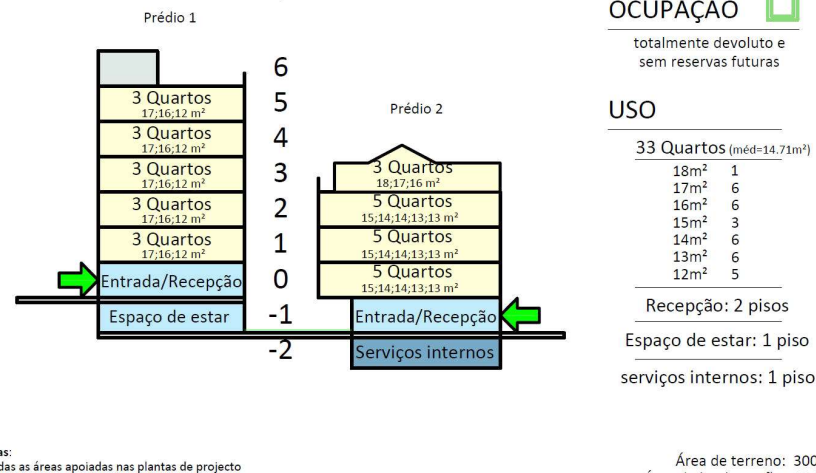 Prédio 1
6
3 Quartos
17;16;12 m²
5
3 Quartos
17;16;12 m²
4
3 Quartos
17;16;12 m²
3
3 Quartos
17;16;12 m²
2
3 Quartos
17;16;12 m²
1
Entrada/Recepção
0
Espaço de estar
-1
-2
Prédio 2
3 Quartos
18;17;16 m²
5 Quartos
15;14;14;13;13 m²
5 Quartos
15;14;14;13;13 m²
5 Quartos
15;14;14;13;13 m²
Entrada/Recepção
Serviços internos
OCUPAÇÃO
totalmente devoluto e
sem reservas futuras
USO
33 Quartos (méd=14.71m²)
18m² 1
17m² 6
16m² 6
15m² 3
14m² 6
13m² 6
12m² 5
Recepção: 2 pisos
Espaço de estar: 1 piso
serviços internos: 1 piso
as:
das as áreas apoiadas nas plantas de projecto
Área de terreno: 300